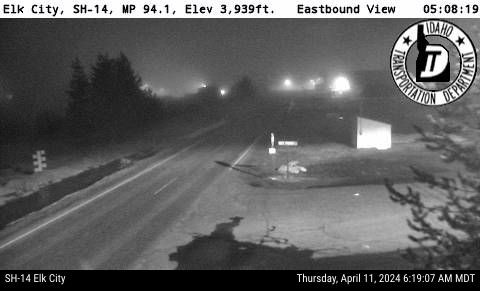 Elk City, SH-14, MP 94.1, Elev 3,939ft. Eastbound View 05:08:19
IDAHO
TRANSPORTATION DEPARTMENT
SH-14 Elk City Thursday, April 11, 2024 6:19:07 AM MDT